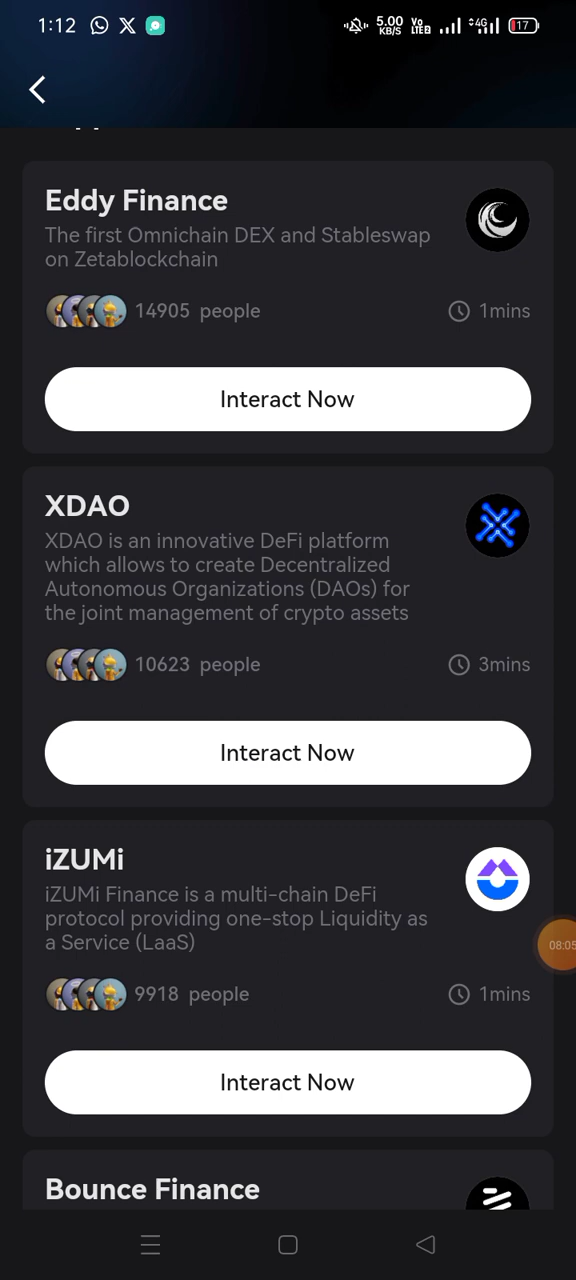 1:12
5.00
KB/S
Vo
LTE2
4G
17
Eddy Finance
The first Omnichain DEX and Stableswap
on Zetablockchain
14905 people
1mins
Interact Now
XDAO
XDAO is an innovative DeFi platform
which allows to create Decentralized
Autonomous Organizations (DAOs) for
the joint management of crypto assets
10623 people
3mins
Interact Now
iZUMi
iZUMi Finance is a multi-chain DeFi
protocol providing one-stop Liquidity as
a Service (LaaS)
08:05
9918 people
1mins
Interact Now
Bounce Finance